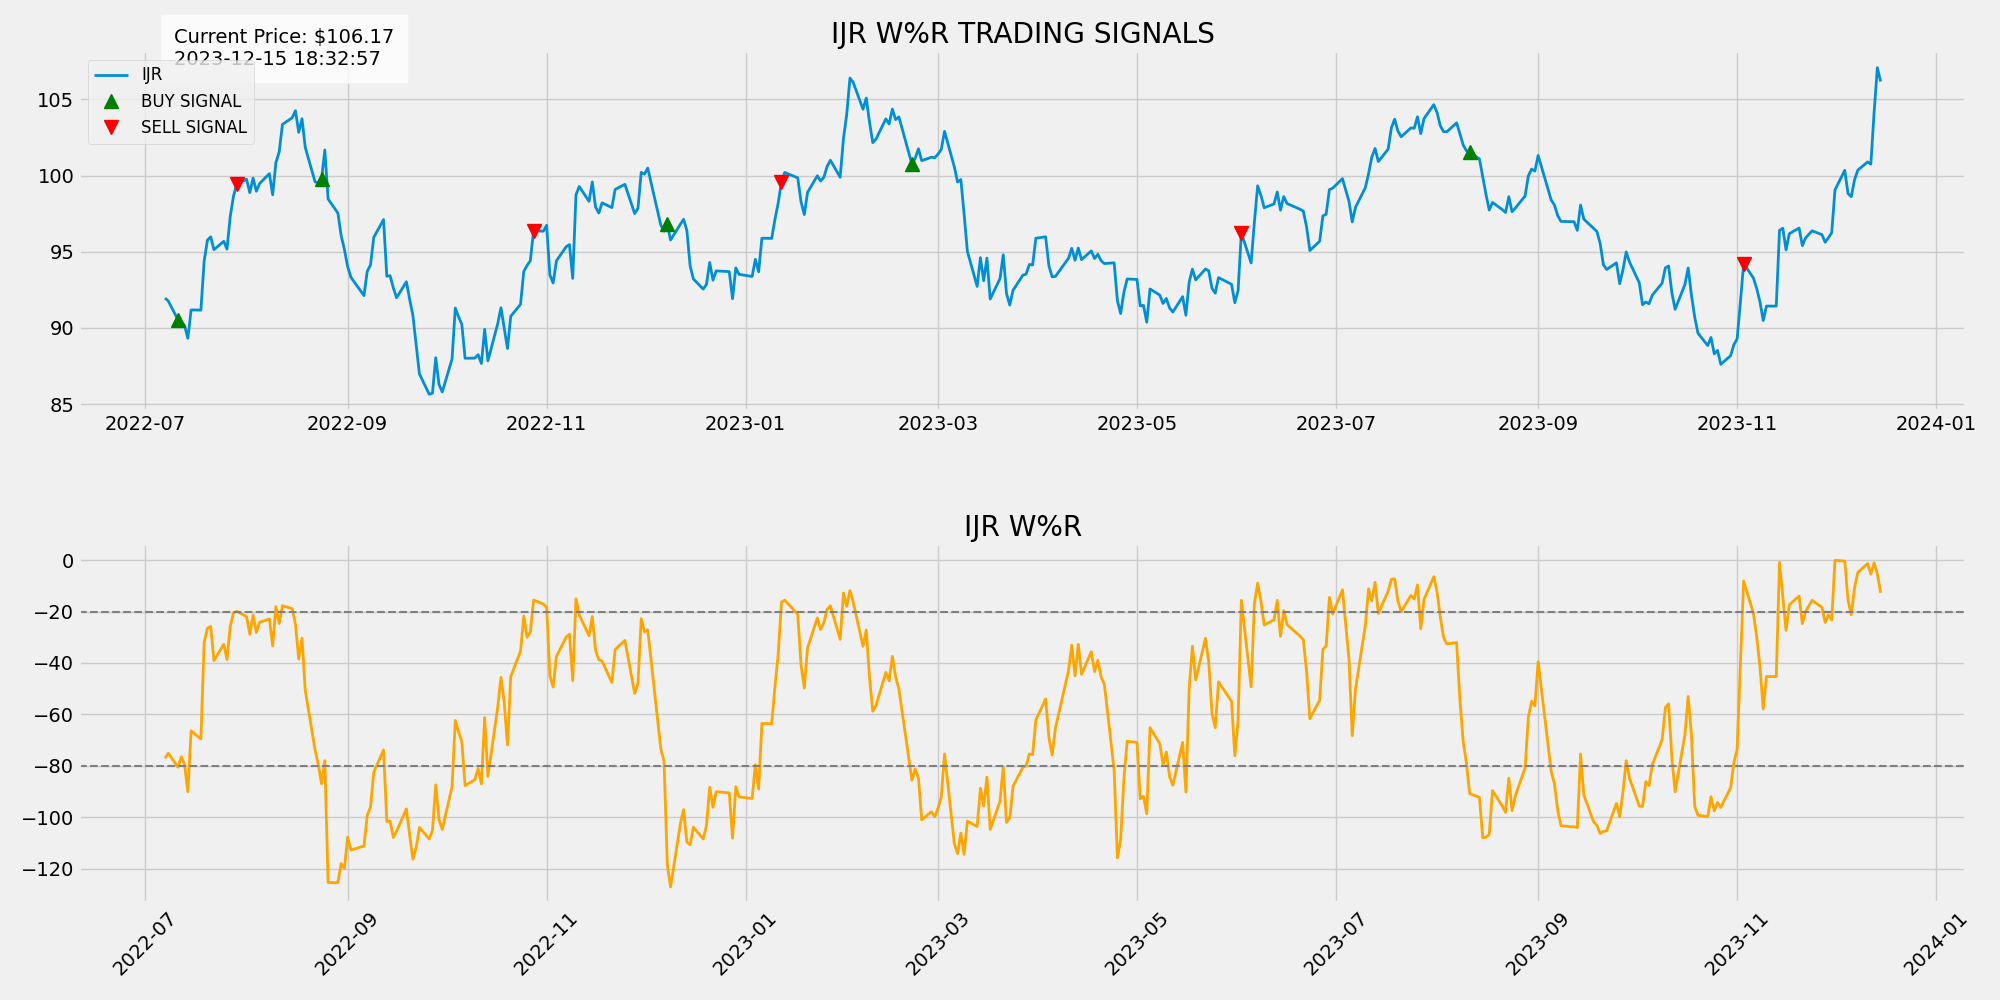 IJR W%R TRADING SIGNALS
Current Price: $106.17
2023-12-15 18:32:57
IJR
BUY SIGNAL
SELL SIGNAL
105
100
95
90
85
2022-07 2022-09 2022-11 2023-01 2023-03 2023-05 2023-07 2023-09 2023-11 2024-01
IJR W%R
0
−20
−40
−60
−80
−100
−120
2022-07 2022-09 2022-11 2023-01 2023-03 2023-05 2023-07 2023-09 2023-11 2024-01